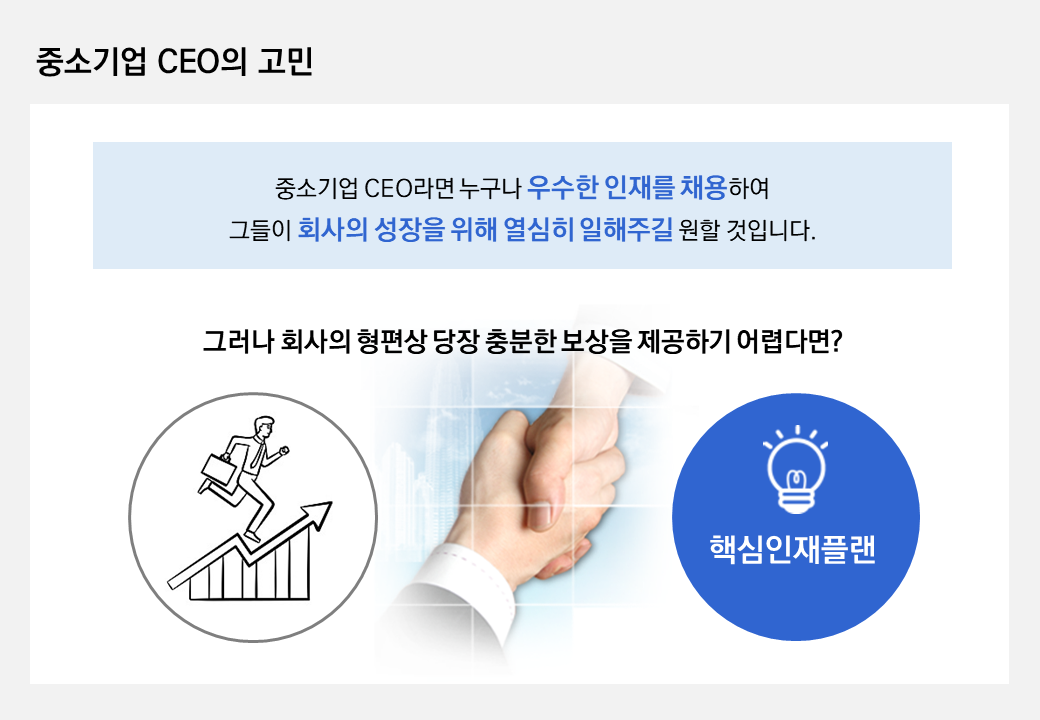 중소기업 CEO의 고민
중소기업 CEO라면 누구나 우수한 인재를 채용하여
그들이 회사의 성장을 위해 열심히 일해주길 원할 것입니다.
그러나 회사의 형편상 당장 충분한 보상을 제공하기 어렵다면?
핵심인재플랜